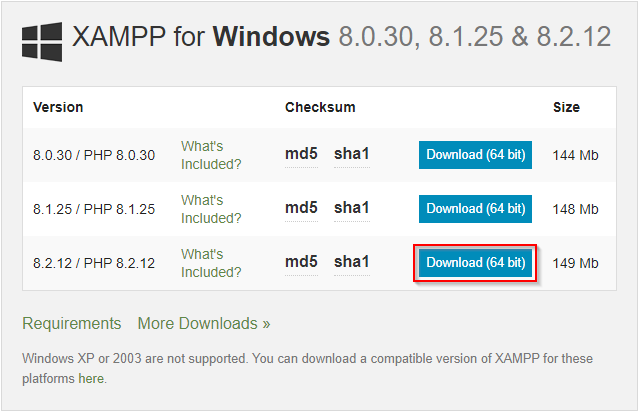 XAMPP for Windows 8.0.30, 8.1.25 & 8.2.12
Version Checksum Size
8.0.30 / PHP 8.0.30 What's Included? md5 sha1 Download (64 bit) 144 Mb
8.1.25 / PHP 8.1.25 What's Included? md5 sha1 Download (64 bit) 148 Mb
8.2.12 / PHP 8.2.12 What's Included? md5 sha1 Download (64 bit) 149 Mb
Requirements More Downloads »
Windows XP or 2003 are not supported. You can download a compatible version of XAMPP for these
platforms here.